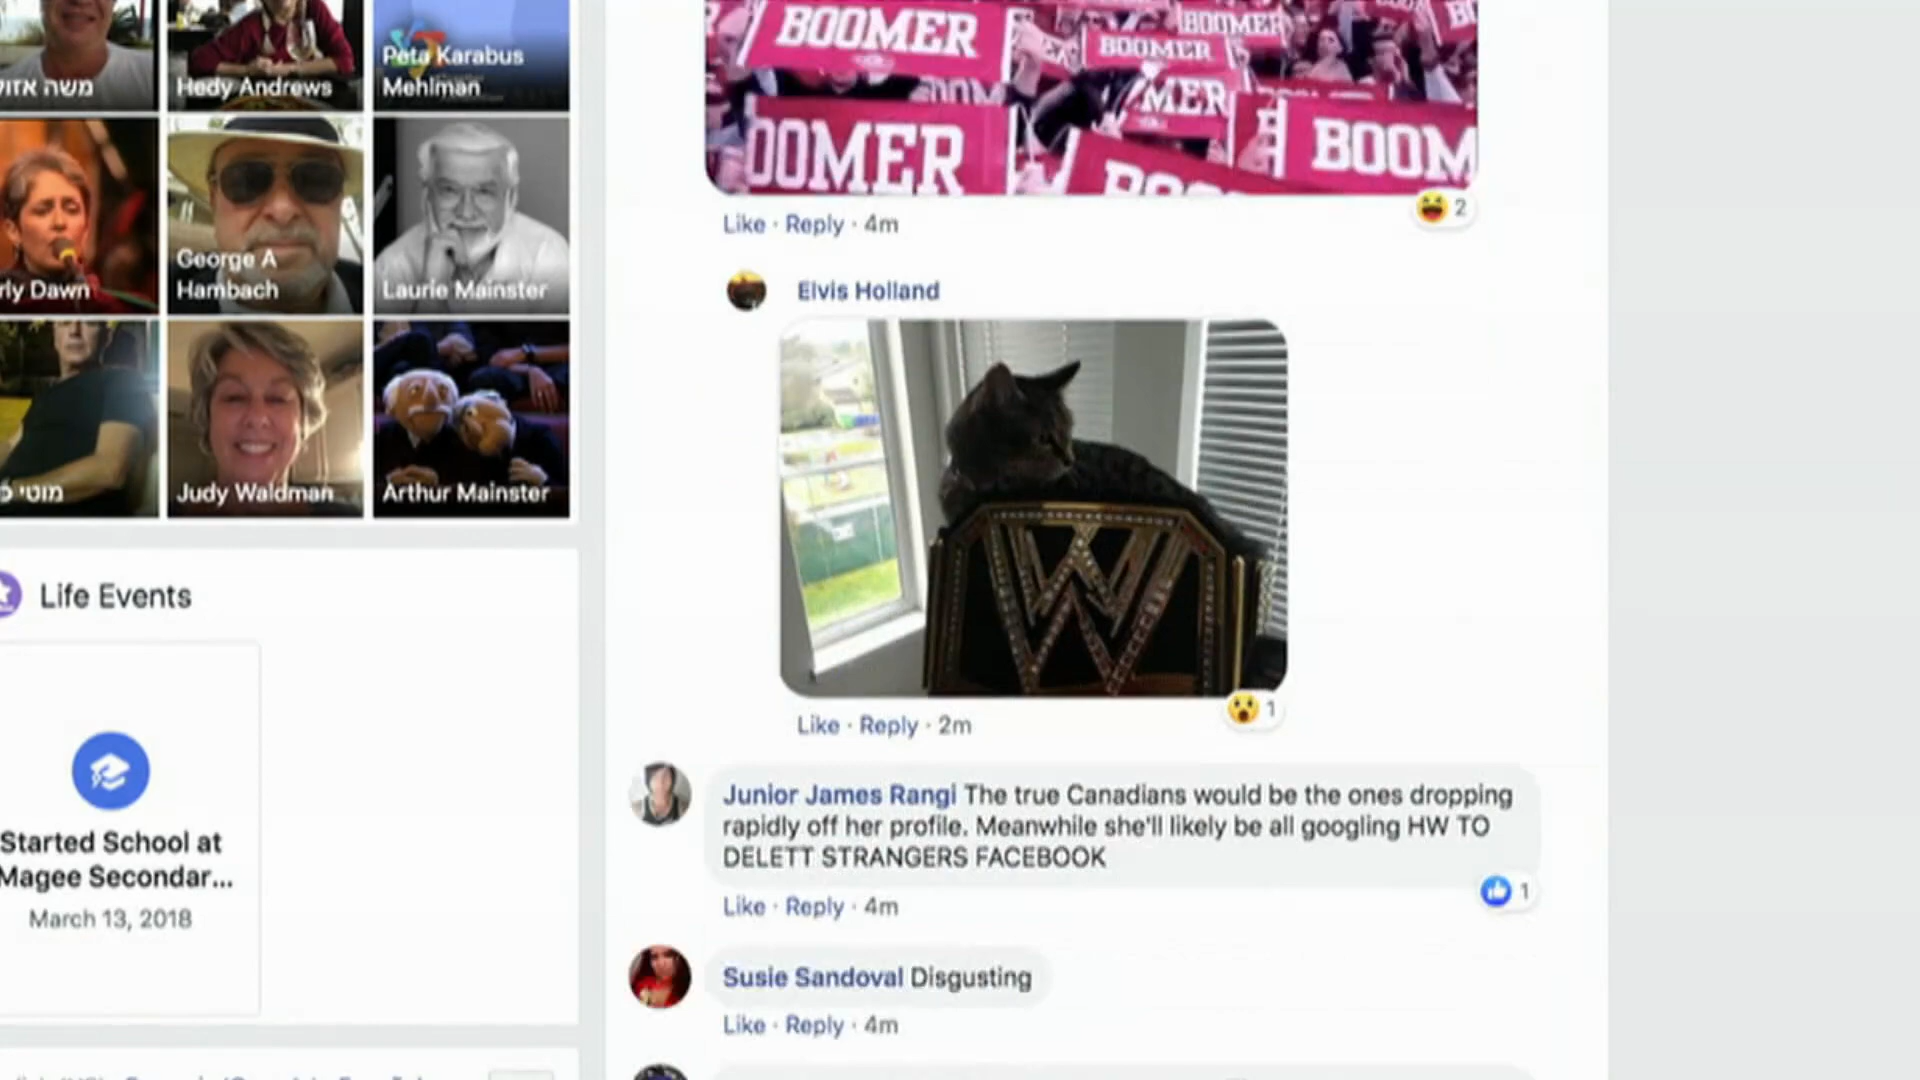 משה אזול
Hedy Andrews
Peta Karabus
Mehlman
rly Dawn
George A
Hambach
Laurie Mainster
מוטי כ
Judy Waldman
Arthur Mainster
Life Events
Started School at
Magee Secondar...
March 13, 2018
BOOMER
BOOMER
BOOMER
MER
OOMER
BOOM
Like · Reply · 4m
2
Elvis Holland
W
Like · Reply · 2m
1
Junior James Rangi The true Canadians would be the ones dropping
rapidly off her profile. Meanwhile she'll likely be all googling HW TO
DELETT STRANGERS FACEBOOK
1
Like · Reply · 4m
Susie Sandoval Disgusting
Like · Reply · 4m